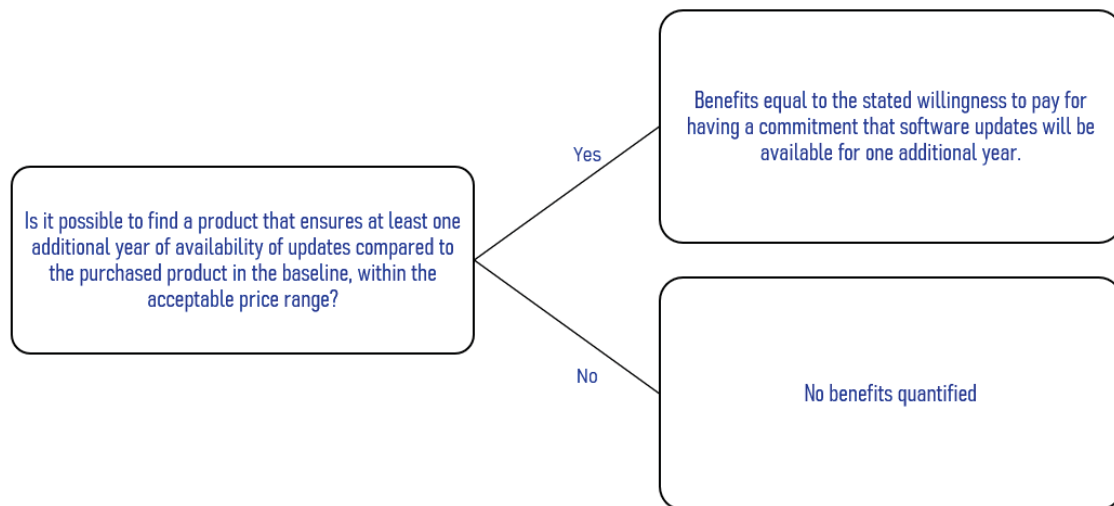 Is it possible to find a product that ensures at least one
additional year of availability of updates compared to
the purchased product in the baseline, within the
acceptable price range?
Yes
Benefits equal to the stated willingness to pay for
having a commitment that software updates will be
available for one additional year.
No
No benefits quantified